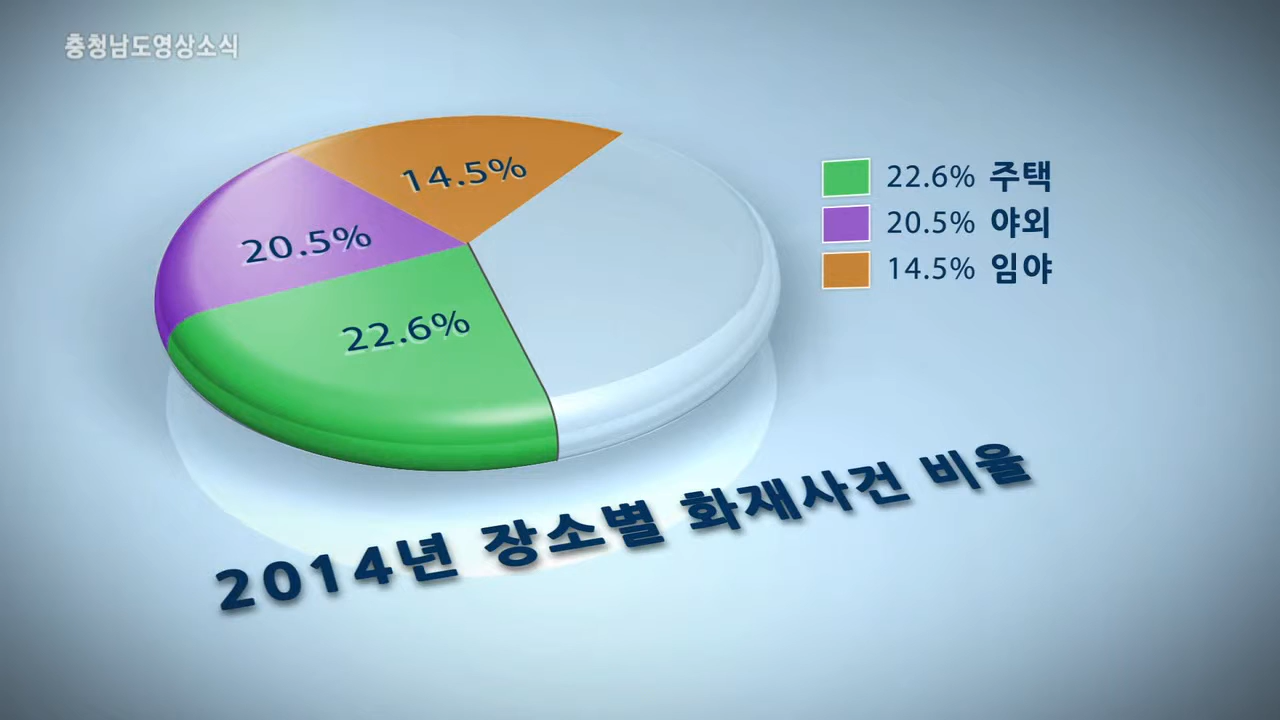 충청남도영상소식
14.5%
20.5%
22.6%
22.6% 주택
20.5% 야외
14.5% 임야
2014년 장소별 화재사건 비율